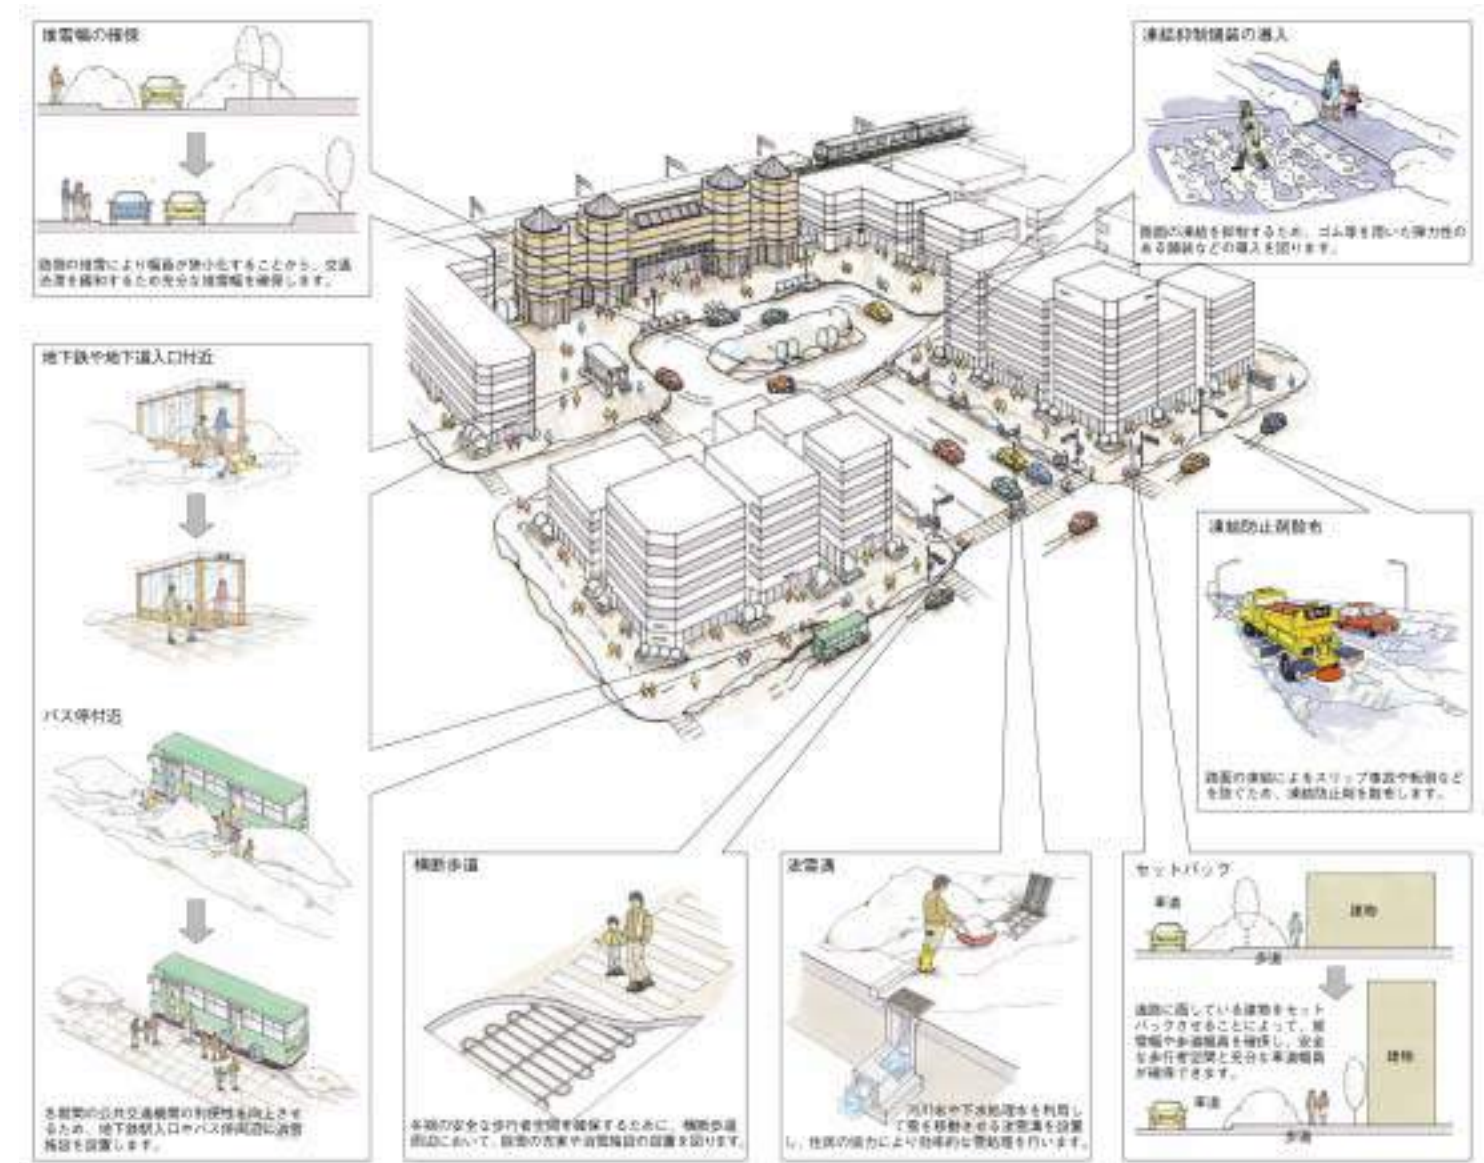 堆雪幅の確保
路側の堆雪により幅員が狭小化することから、交通
渋滞を緩和するため充分な堆雪幅を確保します。
地下鉄や地下道入口付近
バス停付近
冬期間の公共交通機関の利便性を向上させ
るため、地下鉄駅入口やバス停周辺に消雪
施設を設置します。
横断歩道
冬期の安全な歩行者空間を確保するために、横断歩道
周辺において、除雪の充実や消雪施設の設置を図ります。
流雪溝
河川水や下水処理水を利用し
て雪を移動させる流雪溝を設置
し、住民の協力により効率的な雪処理を行います。
凍結抑制舗装の導入
路面の凍結を抑制するため、ゴム等を用いた弾力性の
ある舗装などの導入を図ります。
凍結防止剤散布
路面の凍結によるスリップ事故や転倒など
を防ぐため、凍結防止剤を散布します。
セットバック
車道
建物
歩道
道路に面している建物をセット
バックさせることによって、堆
雪幅や歩道幅員を確保し、安全
な歩行者空間と充分な車道幅員
が確保できます。
建物
車道
歩道